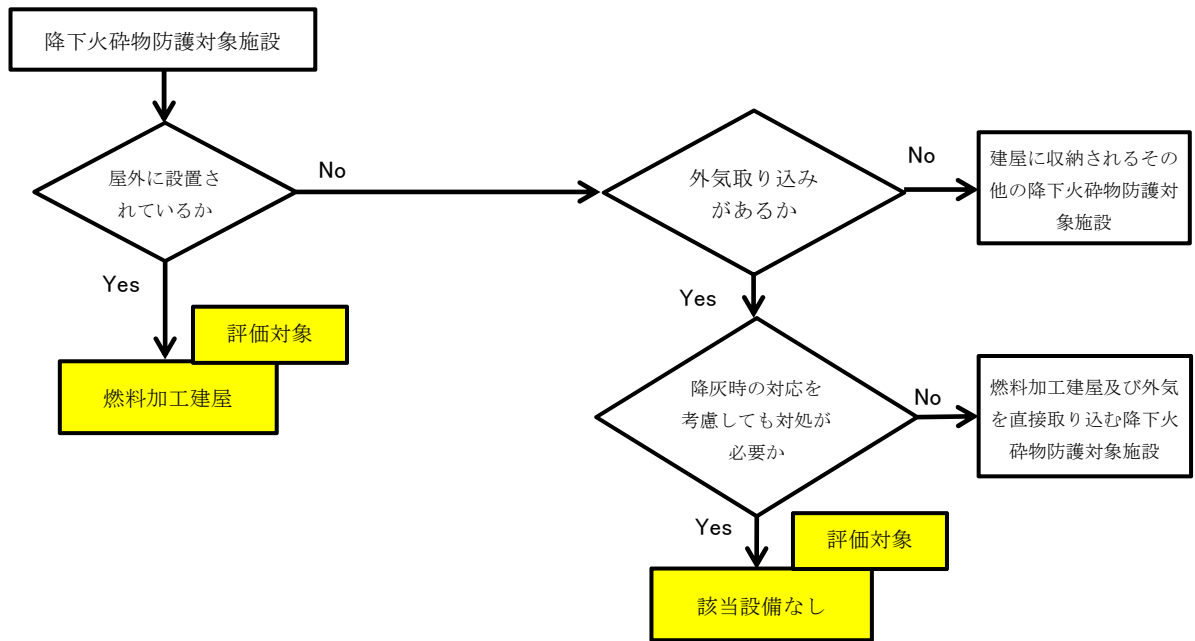 降下火砕物防護対象施設
屋外に設置さ
れているか
No
Yes
評価対象
燃料加工建屋
外気取り込み
があるか
No
建屋に収納されるその
他の降下火砕物防護対
象施設
Yes
降灰時の対応を
考慮しても対処が
必要か
No
燃料加工建屋及び外気
を直接取り込む降下火
砕物防護対象施設
Yes
評価対象
該当設備なし